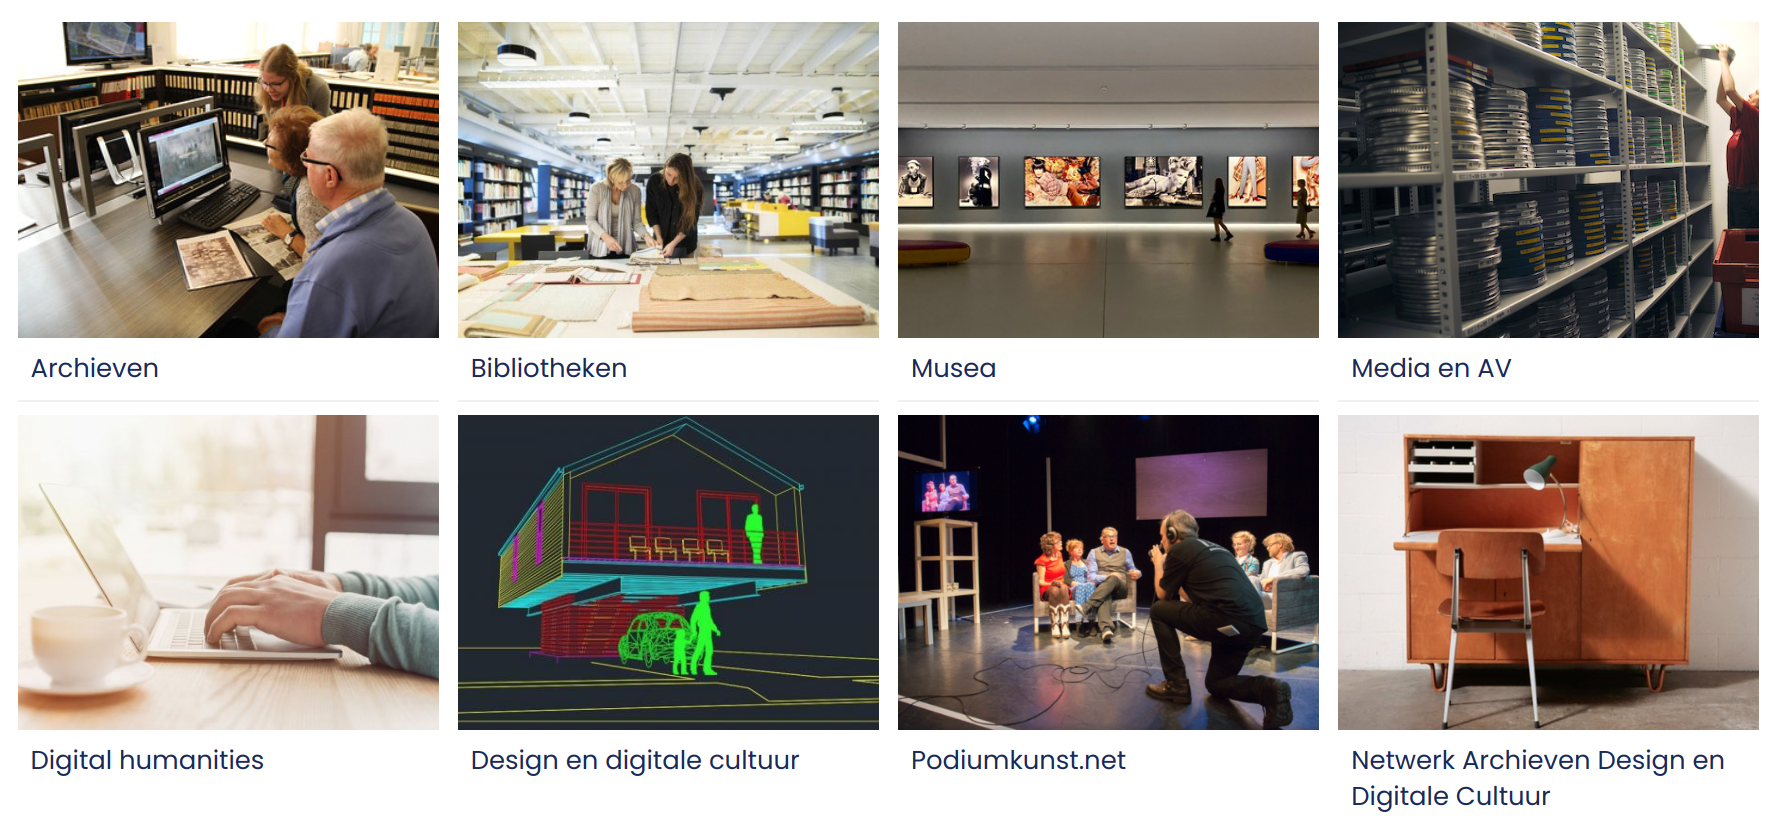 Archieven
Bibliotheken
Musea
Media en AV
Digital humanities
Design en digitale cultuur
Podiumkunst.net
Netwerk Archieven Design en
Digitale Cultuur